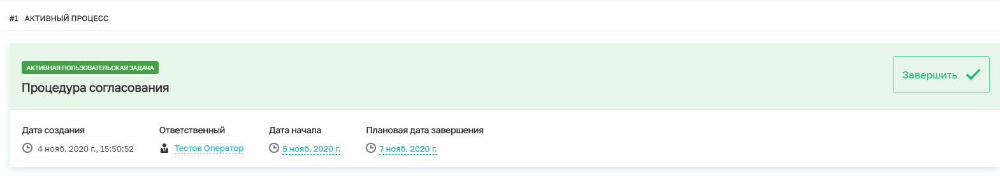 #1 АКТИВНЫЙ ПРОЦЕСС
АКТИВНАЯ ПОЛЬЗОВАТЕЛЬСКАЯ ЗАДАЧА
Процедура согласования
Завершить
Дата создания Ответственный Дата начала Плановая дата завершения
4 нояб. 2020 г., 15:50:52 Тестов Оператор 5 нояб. 2020 г. 7 нояб. 2020 г.